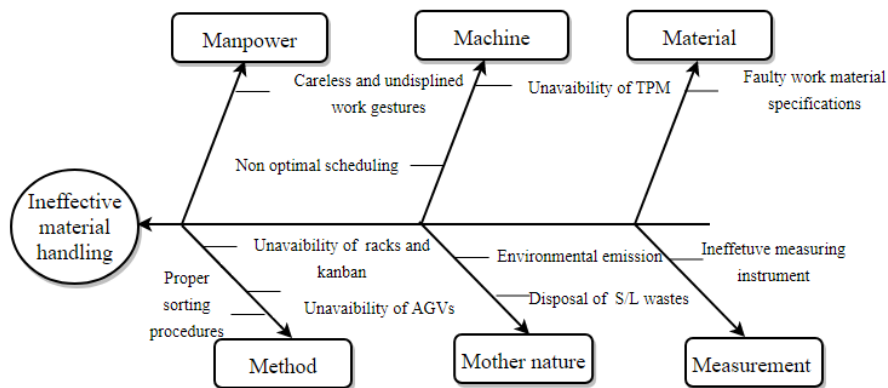 Manpower
Machine
Material
Careless and undisplined
work gestures
Unavaibility of TPM
Faulty work material
specifications
Non optimal scheduling
Ineffective
material
handling
Unavaibility of racks and
kanban
Environmental emission
Ineffetuve measuring
instrument
Proper
sorting
procedures
Unavaibility of AGVs
Disposal of S/L wastes
Method
Mother nature
Measurement